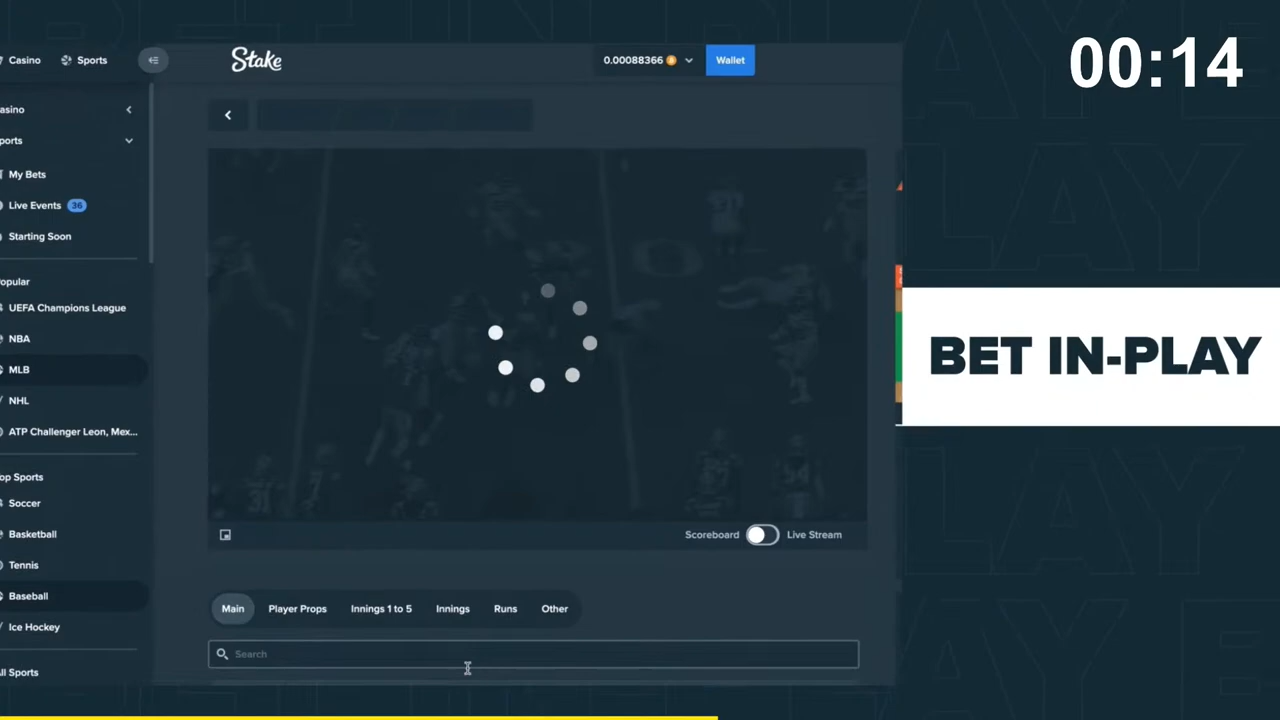 00:14
Casino
Sports
Stake
0.00088366
Wallet
asino
ports
My Bets
Live Events 36
Starting Soon
opular
UEFA Champions League
NBA
MLB
NHL
ATP Challenger Leon, Mex...
op Sports
Soccer
Basketball
Tennis
Baseball
Ice Hockey
ll Sports
Scoreboard
Live Stream
Main
Player Props
Innings 1 to 5
Innings
Runs
Other
Search
BET IN-PLAY